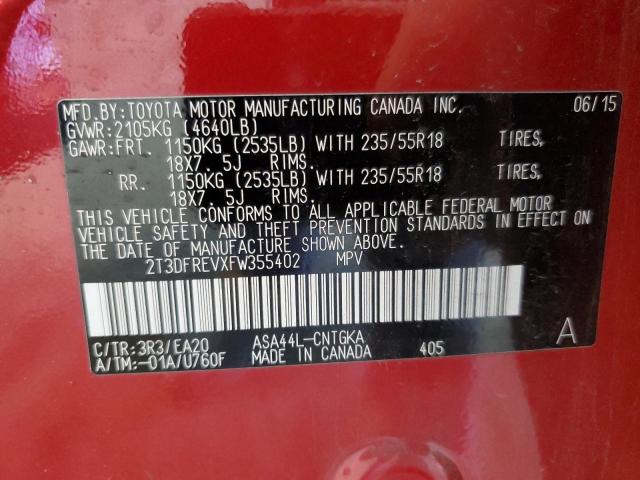 MFD.BY:TOYOTA MOTOR MANUFACTURING CANADA INC. 06/15
GVWR:2105KG (4640LB)
GAWR:FRT. 1150KG (2535LB) WITH 235/55R18 TIRES,
18X7. 5J RIMS.
RR. 1150KG (2535LB) WITH 235/55R18 TIRES,
18X7. 5J RIMS.
THIS VEHICLE CONFORMS TO ALL APPLICABLE FEDERAL MOTOR
VEHICLE SAFETY AND THEFT PREVENTION STANDARDS IN EFFECT ON
THE DATE OF MANUFACTURE SHOWN ABOVE.
2T3DFREVXFW355402 MPV
C/TR:3R3/EA20 ASA44L-CNTGKA A
A/TM:-01A/U760F MADE IN CANADA 405